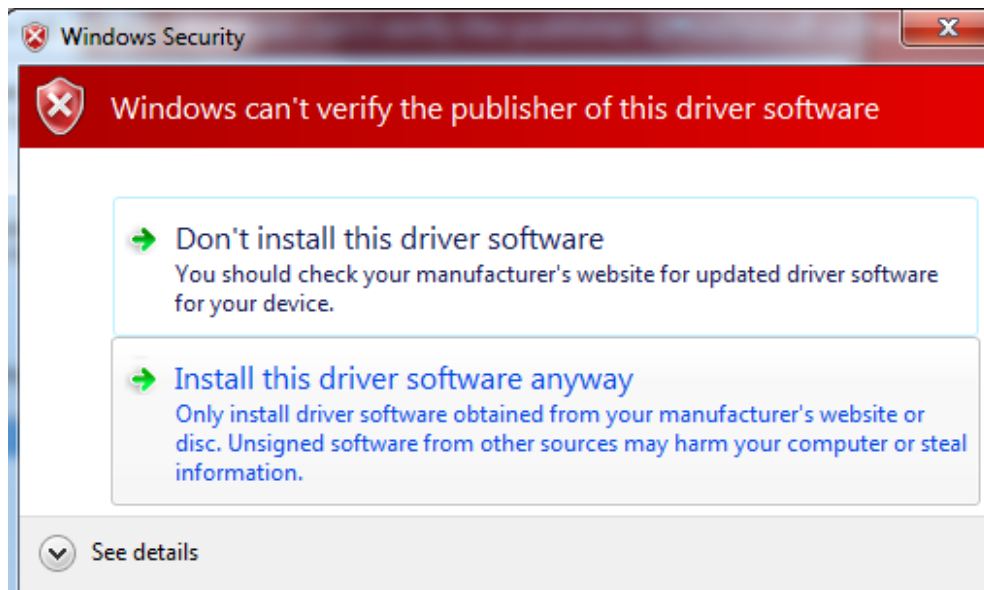 Windows Security
Windows can't verify the publisher of this driver software
Don't install this driver software
You should check your manufacturer's website for updated driver software
for your device.
Install this driver software anyway
Only install driver software obtained from your manufacturer's website or
disc. Unsigned software from other sources may harm your computer or steal
information.
See details